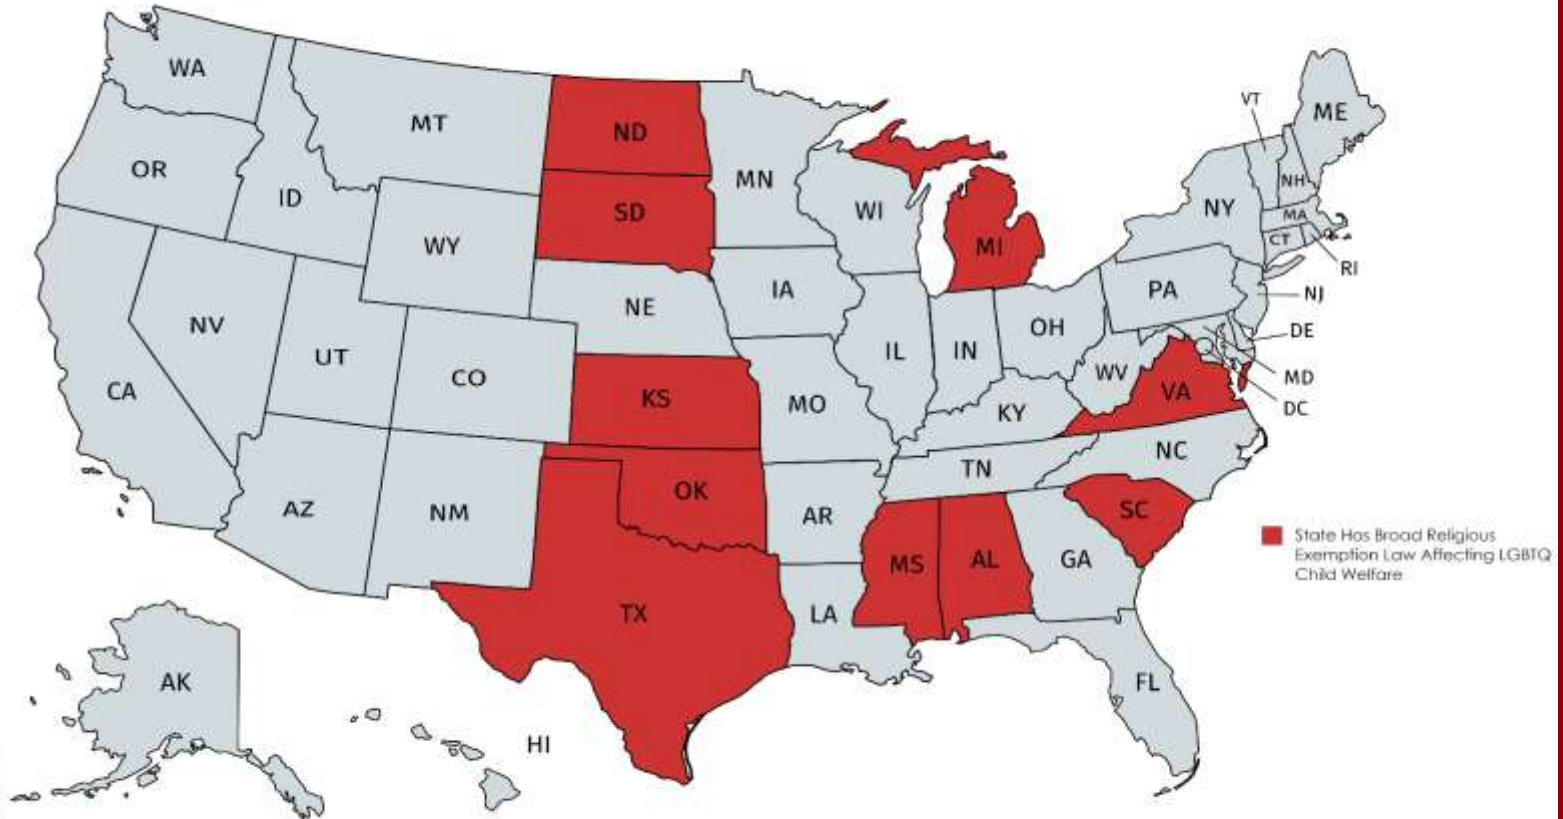 WA
OR
CA
NV
ID
MT
WY
UT
CO
AZ
NM
ND
SD
NE
KS
OK
TX
MN
IA
MO
AR
LA
WI
IL
MI
IN
OH
KY
TN
MS
AL
GA
FL
SC
NC
VA
WV
PA
NY
VT
NH
ME
MA
CT
RI
NJ
DE
MD
DC
AK
HI
State Has Broad Religious
Exemption Law Affecting LGBTQ
Child Welfare